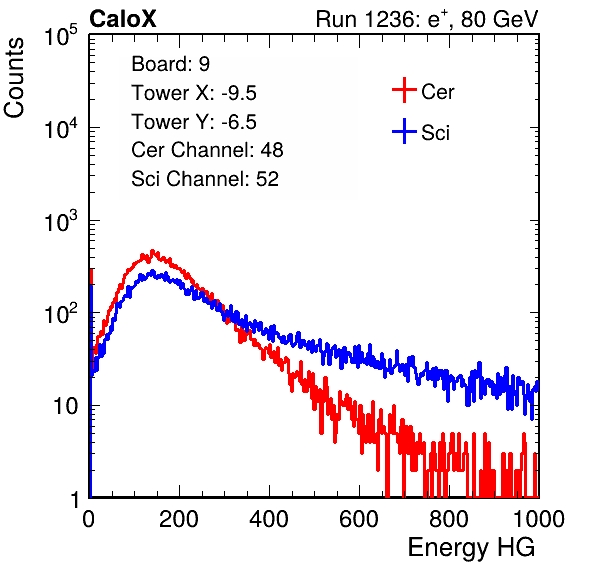 CaloX Run 1236: e⁺, 80 GeV
Counts
10⁵
10⁴
10³
10²
10
1
Board: 9
Tower X: -9.5
Tower Y: -6.5
Cer Channel: 48
Sci Channel: 52
Cer
Sci
0 200 400 600 800 1000
Energy HG